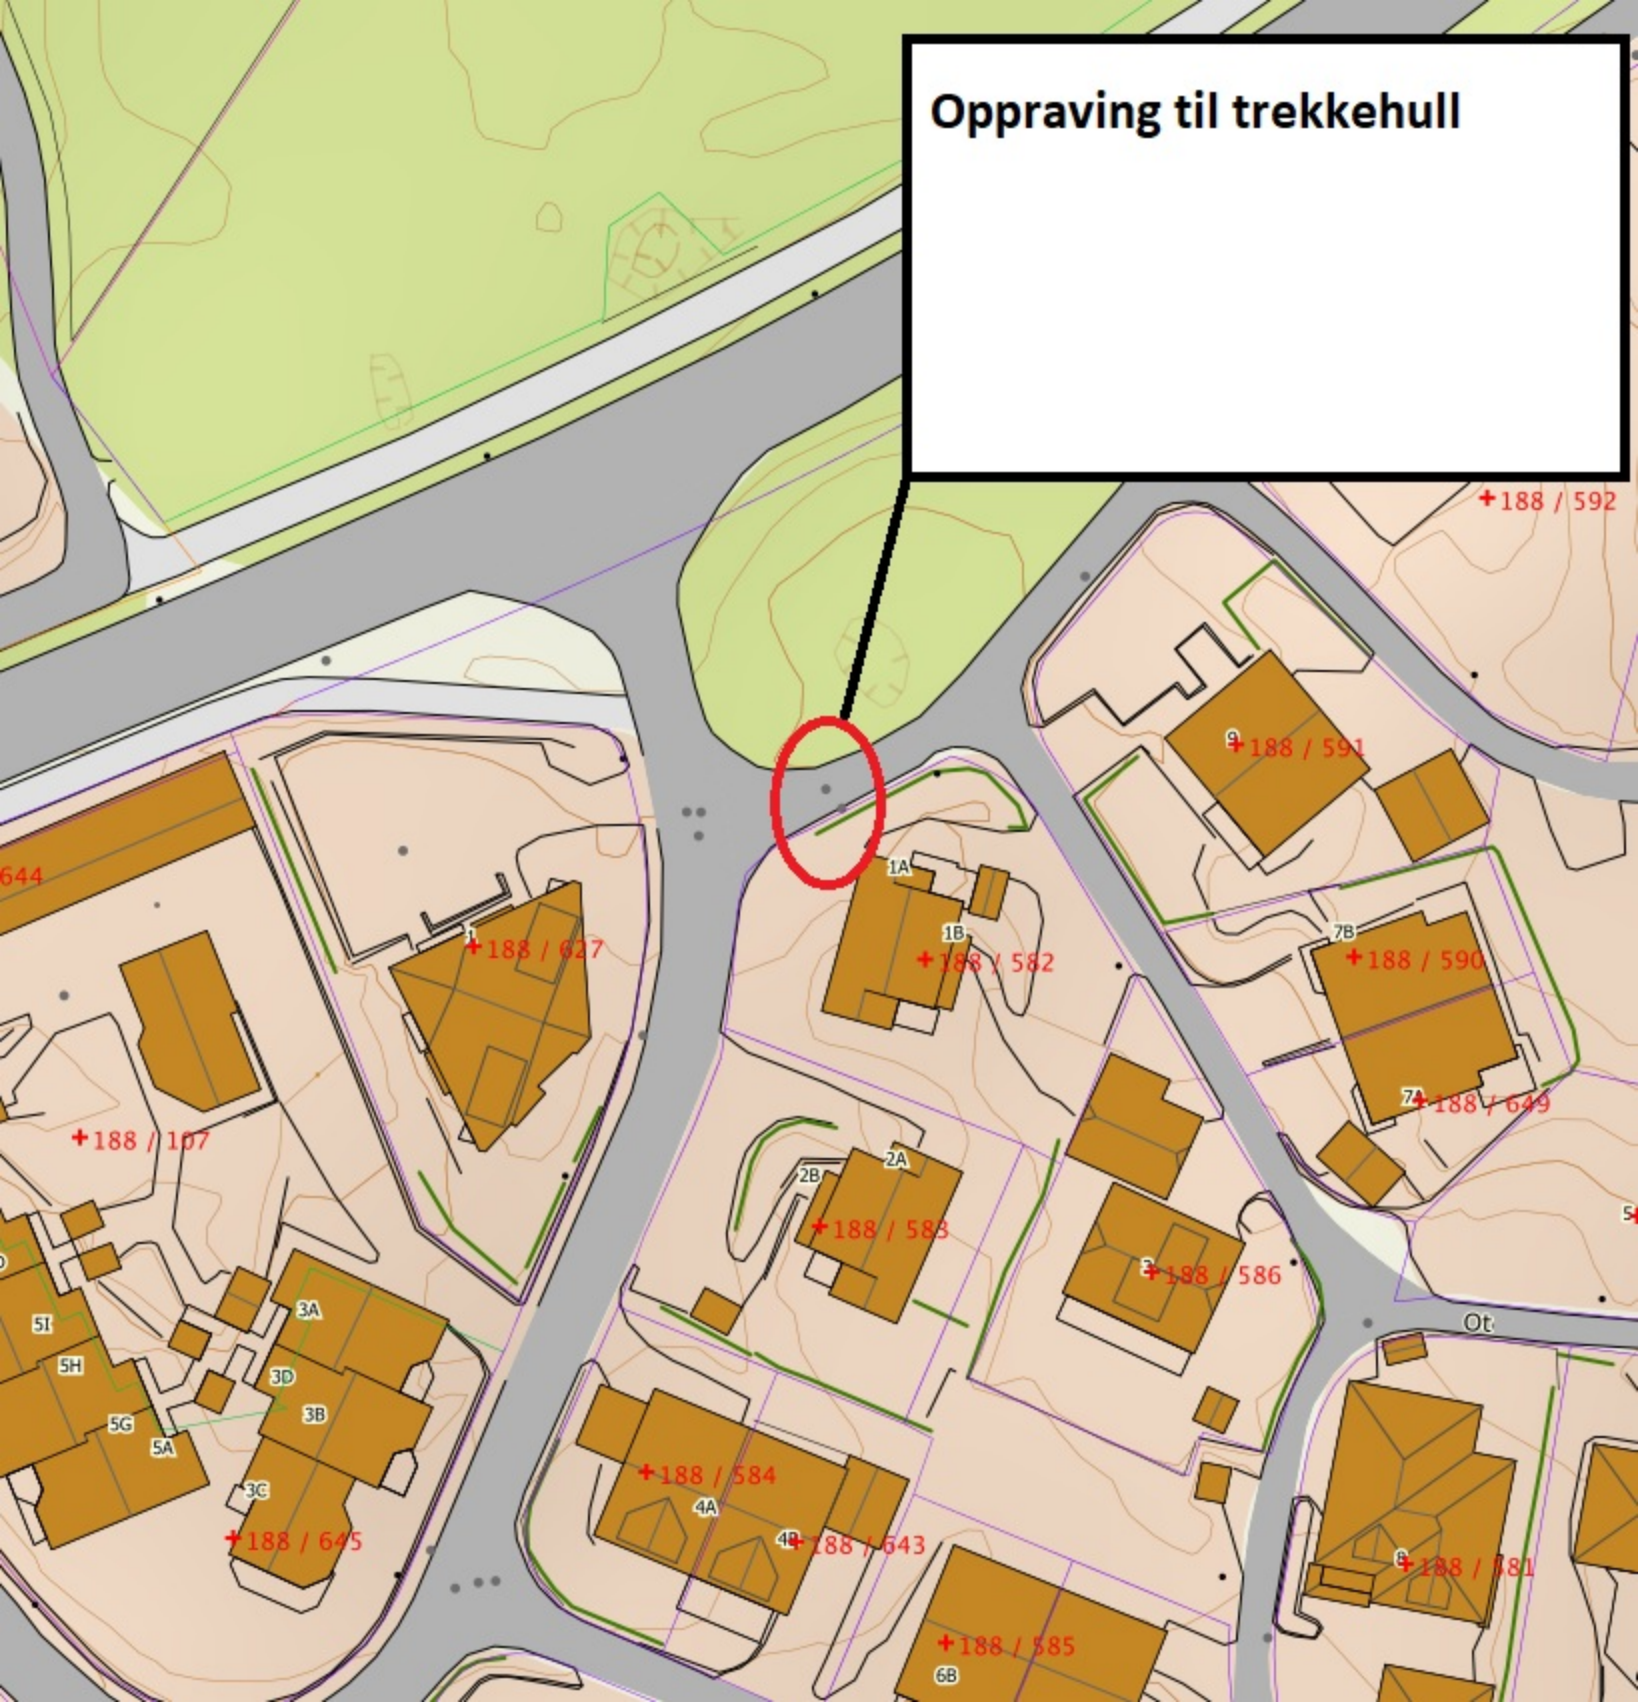 Oppraving til trekkehull
188 / 592
9
188 / 591
644
1A
1
188 / 627
1B
188 / 582
7B
188 / 590
7A
188 / 649
188 / 107
2A
2B
188 / 583
5
3
188 / 586
3A
5I
Ot
5H
3D
5G
3B
5A
188 / 584
3C
4A
188 / 645
4B
188 / 643
8
188 / 581
188 / 585
6B